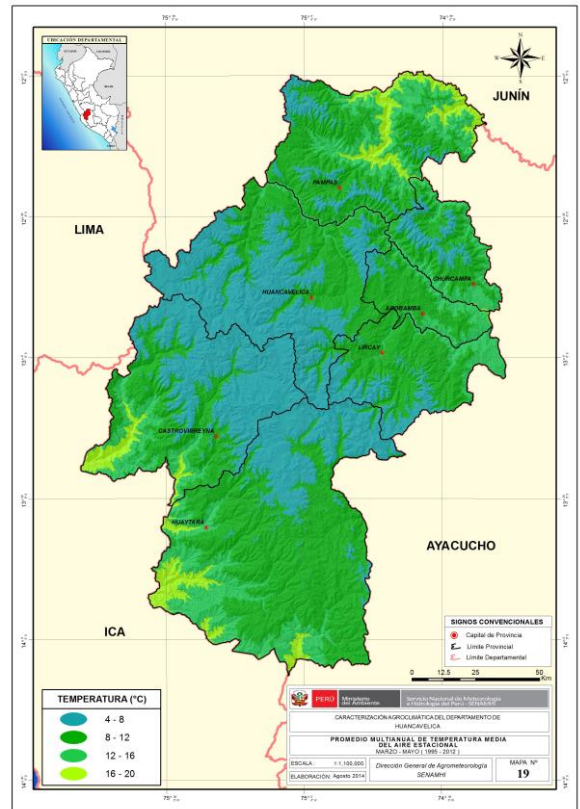 UBICACIÓN DEPARTAMENTAL
JUNÍN
LIMA
PAMPAS
CHURCAMPA
HUANCAVELICA
ACOBAMBA
LIRCAY
CASTROVIRREYNA
HUAYTARA
AYACUCHO
ICA
SIGNOS CONVENCIONALES
Capital de Provincia
Límite Provincial
Límite Departamental
0 12.5 25 50
Km
TEMPERATURA (°C)
4 - 8
8 - 12
12 - 16
16 - 20
PERÚ
Ministerio del Ambiente
Servicio Nacional de Meteorología e Hidrología del Perú - SENAMHI
CARACTERIZACIÓN AGROCLIMÁTICA DEL DEPARTAMENTO DE
HUANCAVELICA
PROMEDIO MULTIANUAL DE TEMPERATURA MEDIA
DEL AIRE ESTACIONAL
MARZO - MAYO ( 1995 - 2012 )
ESCALA : 1:1,100,000
ELABORACIÓN: Agosto 2014
Dirección General de Agrometeorología
SENAMHI
MAPA Nº
19